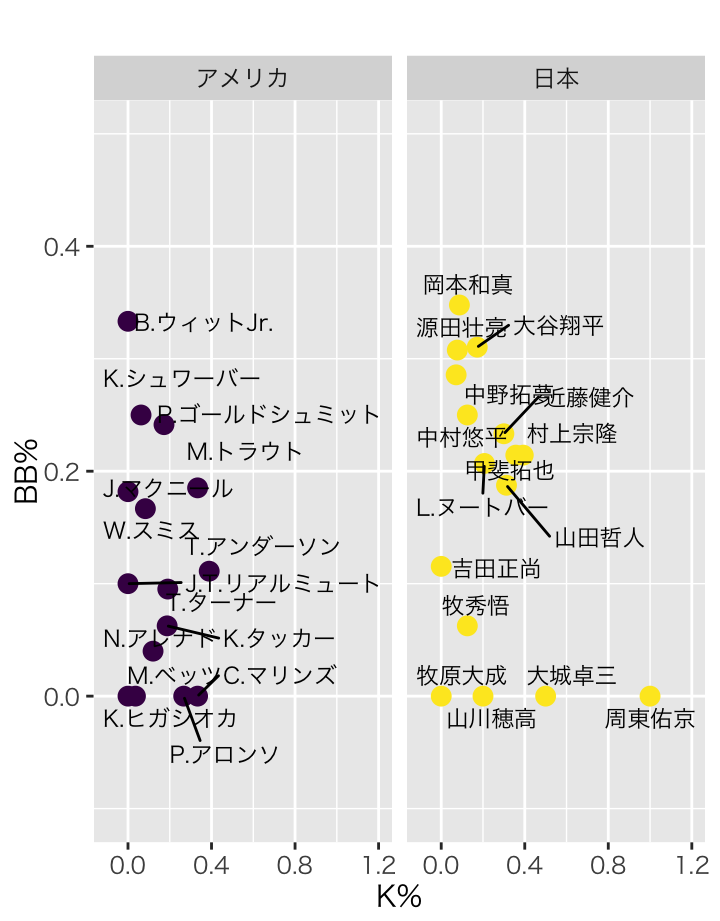 アメリカ
日本
BB%
0.4
0.2
0.0
B.ウィットJr.
K.シュワーバー
P.ゴールドシュミット
M.トラウト
J.マクニール
W.スミス
T.アンダーソン
J.T.リアルミュート
T.ターナー
N.アレナド
K.タッカー
M.ベッツ
C.マリンズ
K.ヒガシオカ
P.アロンソ
岡本和真
源田壮亮
大谷翔平
中野拓夢
近藤健介
中村悠平
村上宗隆
甲斐拓也
L.ヌートバー
山田哲人
吉田正尚
牧秀悟
牧原大成
大城卓三
山川穂高
周東佑京
0.0 0.4 0.8 1.2
0.0 0.4 0.8 1.2
K%